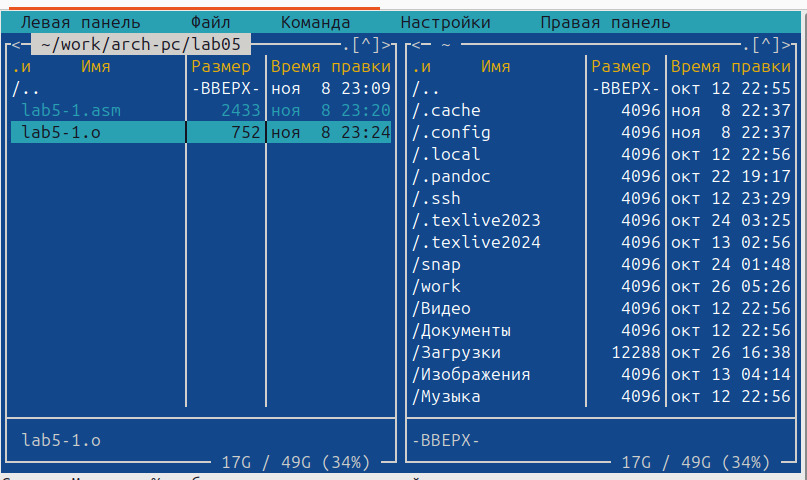 Левая панель Файл Команда Настройки Правая панель
<─ ~/work/arch-pc/lab05 ─.[^]>
.и Имя Размер Время правки
/.. -ВВЕРХ- ноя 8 23:09
lab5-1.asm 2433 ноя 8 23:20
lab5-1.o 752 ноя 8 23:24
lab5-1.o
17G / 49G (34%)
<─ ~ ─.[^]>
.и Имя Размер Время правки
/.. -ВВЕРХ- окт 12 22:55
/.cache 4096 ноя 8 22:37
/.config 4096 ноя 8 22:37
/.local 4096 окт 12 22:56
/.pandoc 4096 окт 22 19:17
/.ssh 4096 окт 12 23:29
/.texlive2023 4096 окт 24 03:25
/.texlive2024 4096 окт 13 02:56
/snap 4096 окт 24 01:48
/work 4096 окт 26 05:26
/Видео 4096 окт 12 22:56
/Документы 4096 окт 12 22:56
/Загрузки 12288 окт 26 16:38
/Изображения 4096 окт 13 04:14
/Музыка 4096 окт 12 22:56
-ВВЕРХ-
17G / 49G (34%)